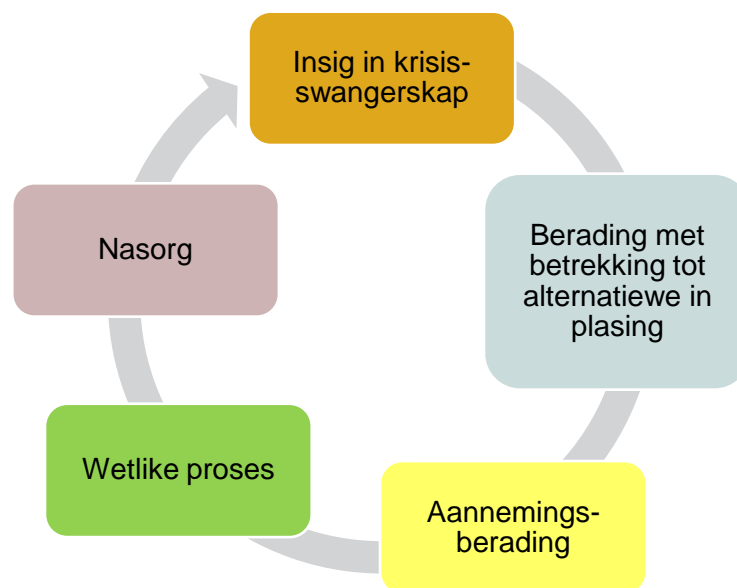 Insig in krisis-
swangerskap
Berading met
betrekking tot
alternatiewe in
plasing
Aannemings-
berading
Wetlike proses
Nasorg